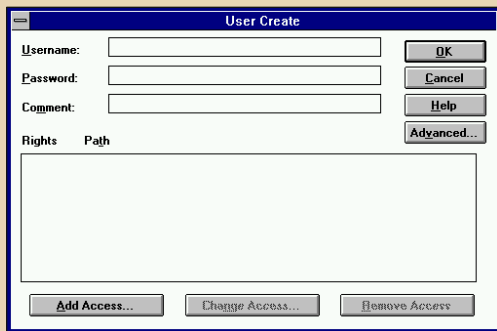 User Create
Username:
OK
Password:
Cancel
Comment:
Help
Advanced...
Rights Path
Add Access... Change Access... Remove Access